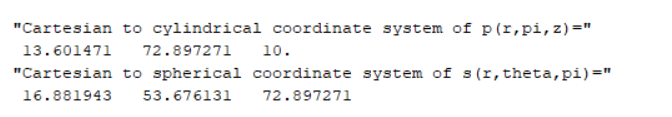 "Cartesian to cylindrical coordinate system of p(r,pi,z)="
13.601471 72.897271 10.
"Cartesian to spherical coordinate system of s(r,theta,pi)="
16.881943 53.676131 72.897271